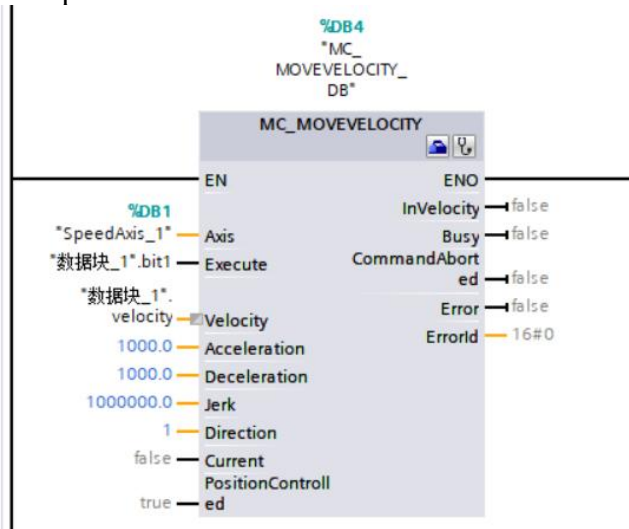 %DB4
"MC_
MOVEVELOCITY_
DB"
MC_MOVEVELOCITY
EN ENO
%DB1
"SpeedAxis_1" Axis
InVelocity false
Busy false
"数据块_1".bit1 Execute
CommandAbort
ed false
"数据块_1".
velocity Velocity
Error false
1000.0 Acceleration
ErrorId 16#0
1000.0 Deceleration
1000000.0 Jerk
1 Direction
false Current
PositionControll
true ed